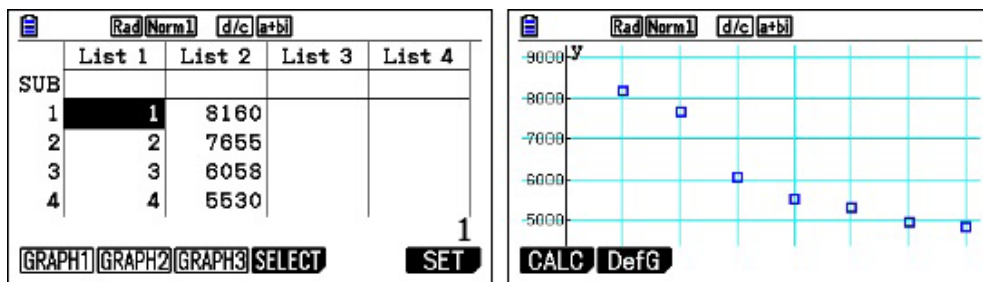 Rad Norm1 d/c a+bi
List 1 List 2 List 3 List 4
SUB
1 1 8160
2 2 7655
3 3 6058
4 4 5530
1
GRAPH1 GRAPH2 GRAPH3 SELECT SET
Rad Norm1 d/c a+bi
y
9000
8000
7000
6000
5000
CALC DefG